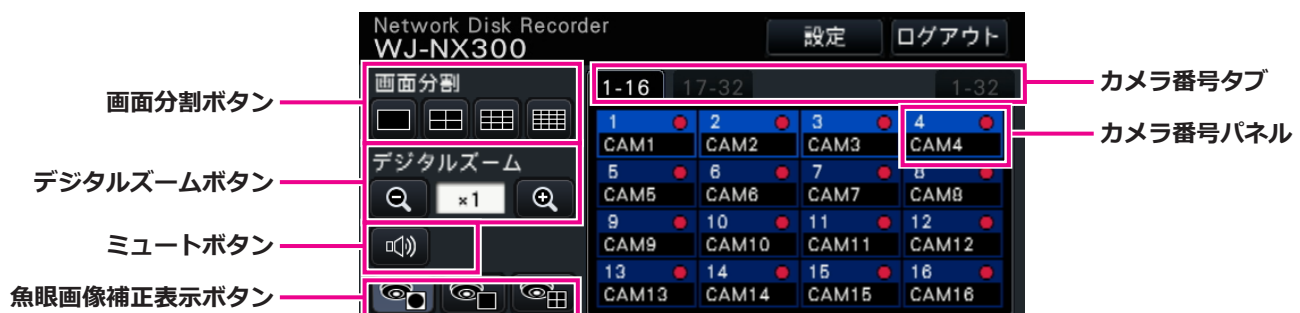 Network Disk Recorder
WJ-NX300
設定
ログアウト
画面分割ボタン
画面分割
1-16
17-32
1-32
カメラ番号タブ
1
2
3
4
CAM1
CAM2
CAM3
CAM4
カメラ番号パネル
デジタルズームボタン
デジタルズーム
×1
5
6
7
8
CAM5
CAM6
CAM7
CAM8
ミュートボタン
9
10
11
12
CAM9
CAM10
CAM11
CAM12
魚眼画像補正表示ボタン
13
14
15
16
CAM13
CAM14
CAM15
CAM16